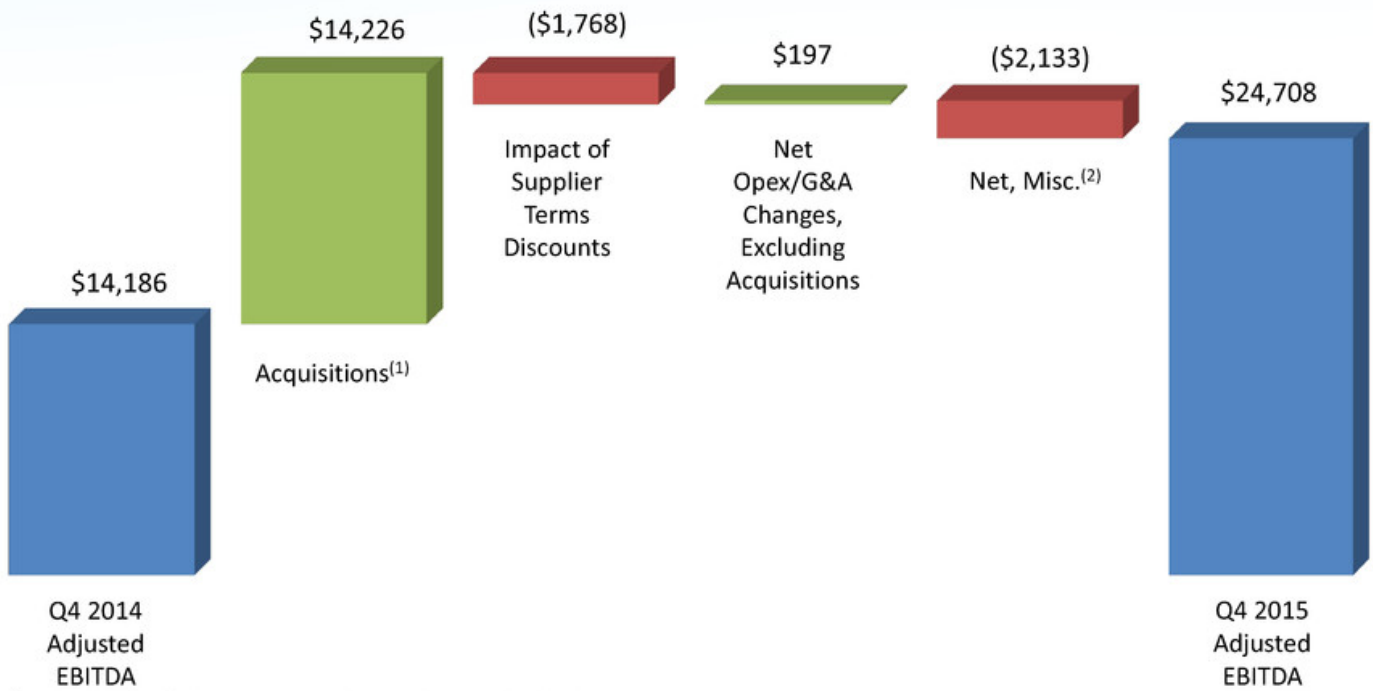 $14,186
Q4 2014
Adjusted
EBITDA
$14,226
Acquisitions(1)
($1,768)
Impact of
Supplier
Terms
Discounts
$197
Net
Opex/G&A
Changes,
Excluding
Acquisitions
($2,133)
Net, Misc.(2)
$24,708
Q4 2015
Adjusted
EBITDA